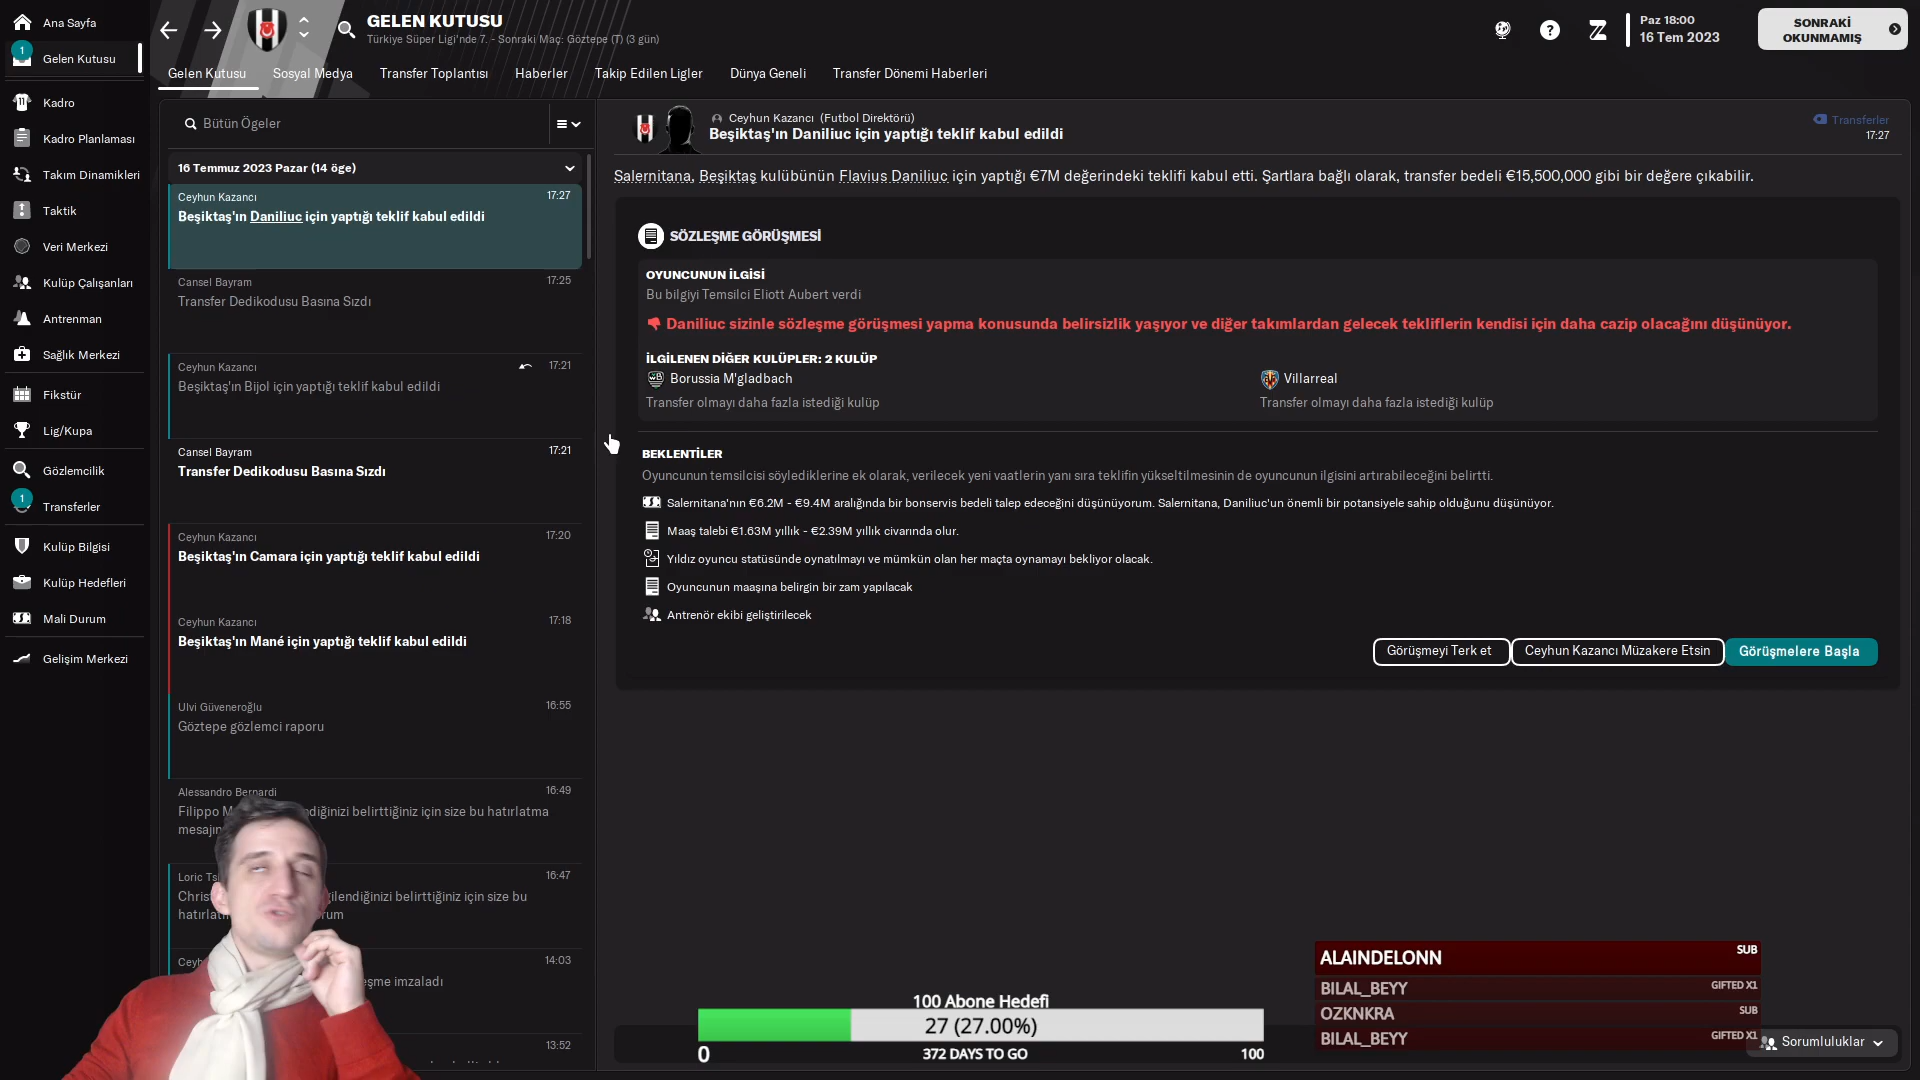 Ana Sayfa
1
Gelen Kutusu
Kadro
Kadro Planlaması
Takım Dinamikleri
Taktik
Veri Merkezi
Kulüp Çalışanları
Antrenman
Sağlık Merkezi
Fikstür
Lig/Kupa
Gözlemcilik
1
Transferler
Kulüp Bilgisi
Kulüp Hedefleri
Mali Durum
Gelişim Merkezi
GELEN KUTUSU
Türkiye Süper Ligi'nde 7. - Sonraki Maç: Göztepe (T) (3 gün)
Paz 18:00
16 Tem 2023
SONRAKİ
OKUNMAMIŞ
Gelen Kutusu Sosyal Medya Transfer Toplantısı Haberler Takip Edilen Ligler Dünya Geneli Transfer Dönemi Haberleri
Bütün Ögeler
16 Temmuz 2023 Pazar (14 öge)
Ceyhun Kazancı 17:27
Beşiktaş'ın Daniliuc için yaptığı teklif kabul edildi
Cansel Bayram 17:25
Transfer Dedikodusu Basına Sızdı
Ceyhun Kazancı 17:21
Beşiktaş'ın Bijol için yaptığı teklif kabul edildi
Cansel Bayram 17:21
Transfer Dedikodusu Basına Sızdı
Ceyhun Kazancı 17:20
Beşiktaş'ın Camara için yaptığı teklif kabul edildi
Ceyhun Kazancı 17:18
Beşiktaş'ın Mané için yaptığı teklif kabul edildi
Ulvi Güveneroğlu 16:55
Göztepe gözlemci raporu
Alessandro Bernardi 16:49
Filippo belirttiğiniz için size bu hatırlatma
Loric 16:47
belirttiğiniz için size bu
14:03
imzaladı
13:52
Ceyhun Kazancı (Futbol Direktörü)
Beşiktaş'ın Daniliuc için yaptığı teklif kabul edildi
Transferler
17:27
Salernitana, Beşiktaş kulübünün Flavius Daniliuc için yaptığı €7M değerindeki teklifi kabul etti. Şartlara bağlı olarak, transfer bedeli €15,500,000 gibi bir değere çıkabilir.
SÖZLEŞME GÖRÜŞMESİ
OYUNCUNUN İLGİSİ
Bu bilgiyi Temsilci Eliott Aubert verdi
Daniliuc sizinle sözleşme görüşmesi yapma konusunda belirsizlik yaşıyor ve diğer takımlardan gelecek tekliflerin kendisi için daha cazip olacağını düşünüyor.
İLGİLENEN DİĞER KULÜPLER: 2 KULÜP
Borussia M'gladbach Villarreal
Transfer olmayı daha fazla istediği kulüp Transfer olmayı daha fazla istediği kulüp
BEKLENTİLER
Oyuncunun temsilcisi söylediklerine ek olarak, verilecek yeni vaatlerin yanı sıra teklifin yükseltilmesinin de oyuncunun ilgisini artırabileceğini belirtti.
Salernitana'nın €6.2M - €9.4M aralığında bir bonservis bedeli talep edeceğini düşünüyorum. Salernitana, Daniliuc'un önemli bir potansiyele sahip olduğunu düşünüyor.
Maaş talebi €1.63M yıllık - €2.39M yıllık civarında olur.
Yıldız oyuncu statüsünde oynatılmayı ve mümkün olan her maçta oynamayı bekliyor olacak.
Oyuncunun maaşına belirgin bir zam yapılacak
Antrenör ekibi geliştirilecek
Görüşmeyi Terk et Ceyhun Kazancı Müzakere Etsin Görüşmelere Başla
ALAINDELONN SUB
BILAL_BEYY GIFTED X1
OZKNKRA SUB
BILAL_BEYY GIFTED X1
Sorumluluklar
100 Abone Hedefi
27 (27.00%)
0 372 DAYS TO GO 100